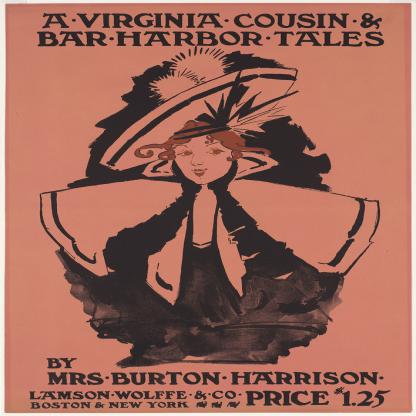 A·VIRGINIA·COUSIN·&
BAR·HARBOR·TALES
BY
MRS·BURTON·HARRISON·
LAMSON·WOLFFE·&·CO·
BOSTON & NEW YORK
PRICE $1.25